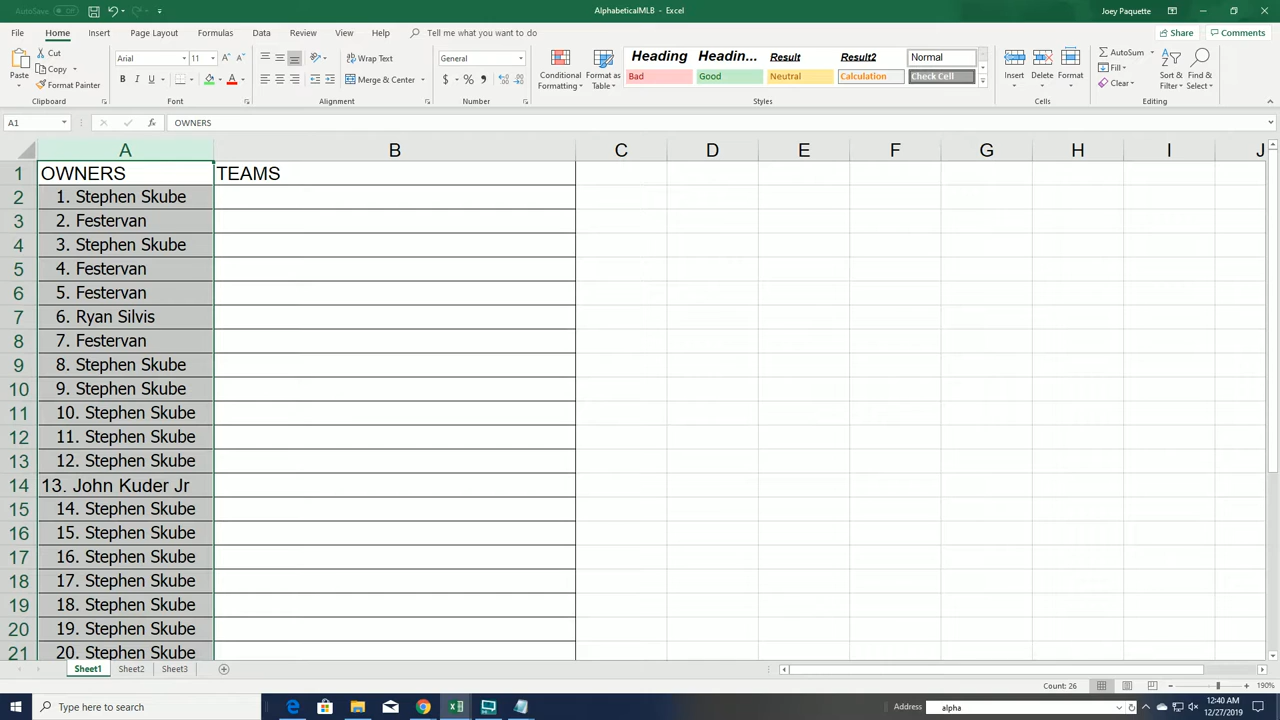 AutoSave Off
AlphabeticalMLB - Excel
Joey Paquette
File Home Insert Page Layout Formulas Data Review View Help Tell me what you want to do
Share Comments
Paste
Cut
Copy
Format Painter
Clipboard
Arial 11
B I U
Font
Wrap Text
Merge & Center
Alignment
General
$ % ,
Number
Conditional Formatting
Format as Table
Heading Headin... Result Result2 Normal
Bad Good Neutral Calculation Check Cell
Styles
Insert Delete Format
Cells
AutoSum
Fill
Clear
Sort & Filter
Find & Select
Editing
A1 fx OWNERS
A B C D E F G H I J
1 OWNERS TEAMS
2 1. Stephen Skube
3 2. Festervan
4 3. Stephen Skube
5 4. Festervan
6 5. Festervan
7 6. Ryan Silvis
8 7. Festervan
9 8. Stephen Skube
10 9. Stephen Skube
11 10. Stephen Skube
12 11. Stephen Skube
13 12. Stephen Skube
14 13. John Kuder Jr
15 14. Stephen Skube
16 15. Stephen Skube
17 16. Stephen Skube
18 17. Stephen Skube
19 18. Stephen Skube
20 19. Stephen Skube
21 20. Stephen Skube
Sheet1 Sheet2 Sheet3
Count: 26
190%
Type here to search
Address alpha
12:40 AM
12/27/2019